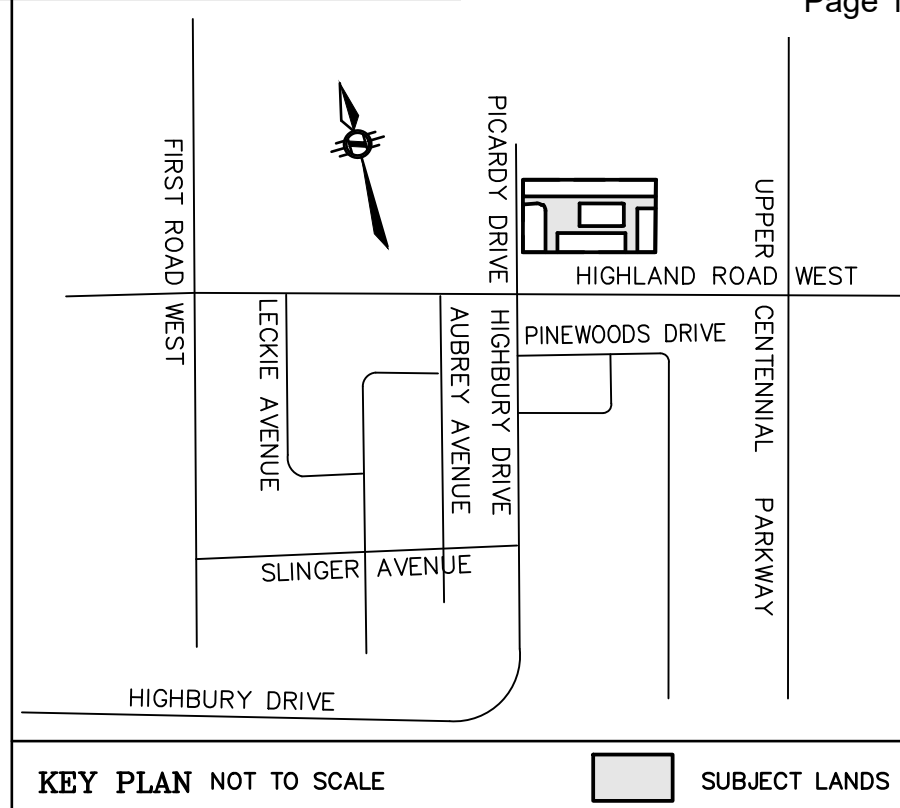 Page 1
FIRST ROAD WEST
PICARDY DRIVE
UPPER CENTENNIAL PARKWAY
HIGHLAND ROAD WEST
LECKIE AVENUE
AUBREY AVENUE
HIGHBURY DRIVE
PINEWOODS DRIVE
SLINGER AVENUE
HIGHBURY DRIVE
KEY PLAN NOT TO SCALE
SUBJECT LANDS